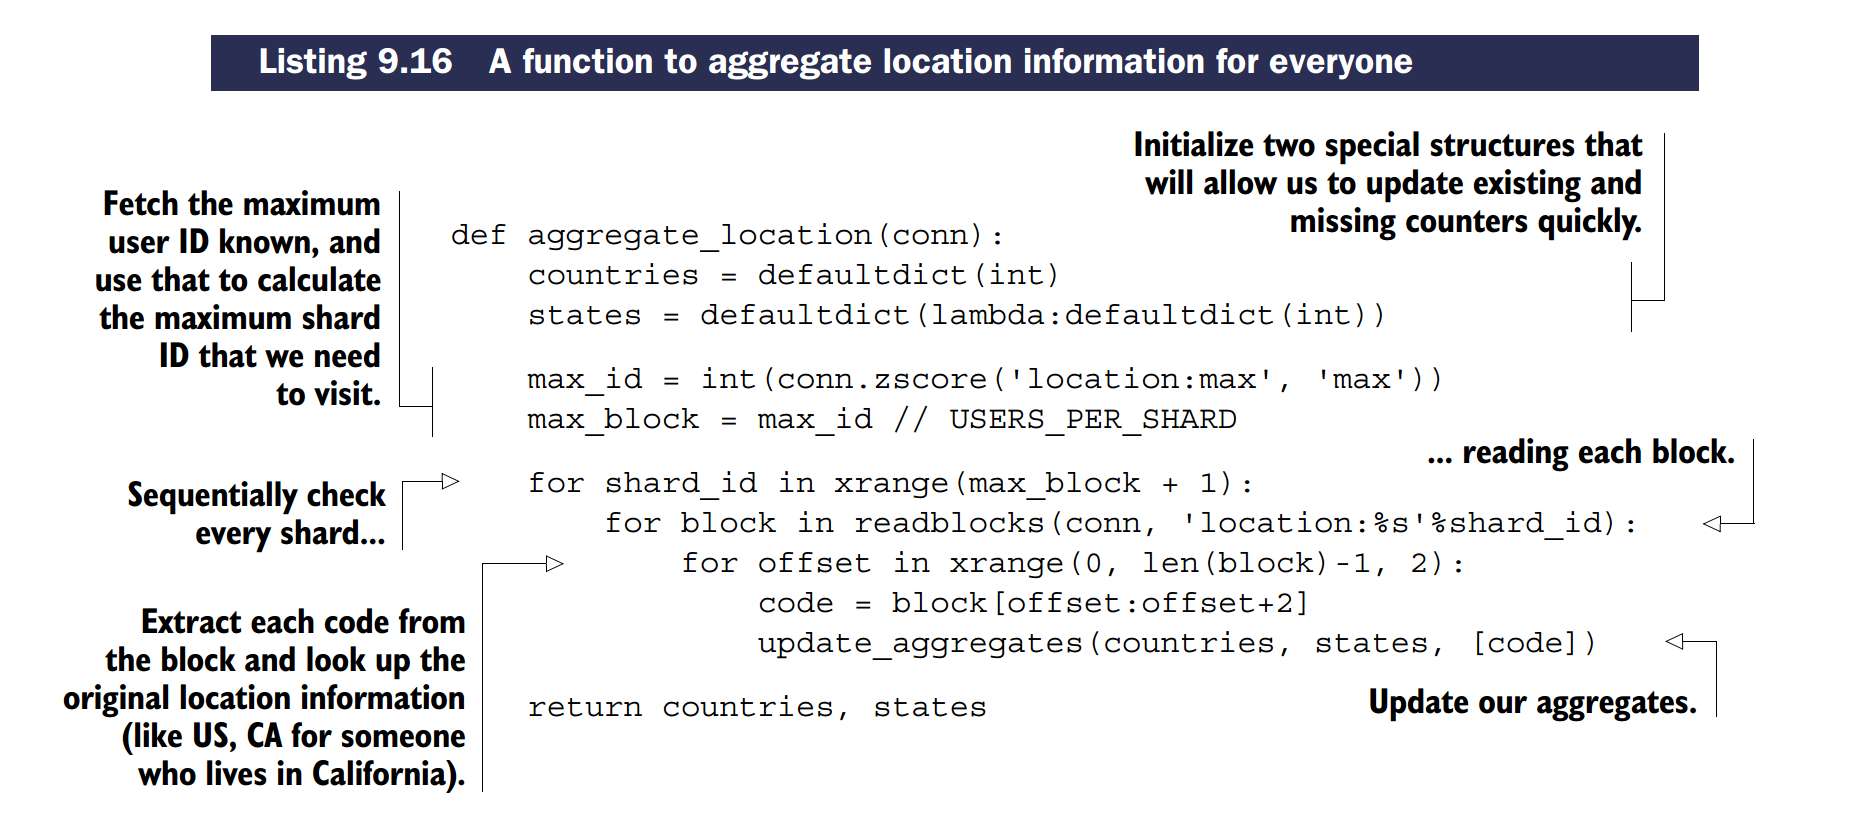 Listing 9.16 A function to aggregate location information for everyone
Initialize two special structures that
will allow us to update existing and
missing counters quickly.
Fetch the maximum
user ID known, and
use that to calculate
the maximum shard
ID that we need
to visit.
def aggregate_location(conn):
    countries = defaultdict(int)
    states = defaultdict(lambda:defaultdict(int))
    max_id = int(conn.zscore('location:max', 'max'))
    max_block = max_id // USERS_PER_SHARD
... reading each block.
Sequentially check
every shard...
    for shard_id in xrange(max_block + 1):
        for block in readblocks(conn, 'location:%s'%shard_id):
            for offset in xrange(0, len(block)-1, 2):
                code = block[offset:offset+2]
                update_aggregates(countries, states, [code])
Extract each code from
the block and look up the
original location information
(like US, CA for someone
who lives in California).
Update our aggregates.
    return countries, states